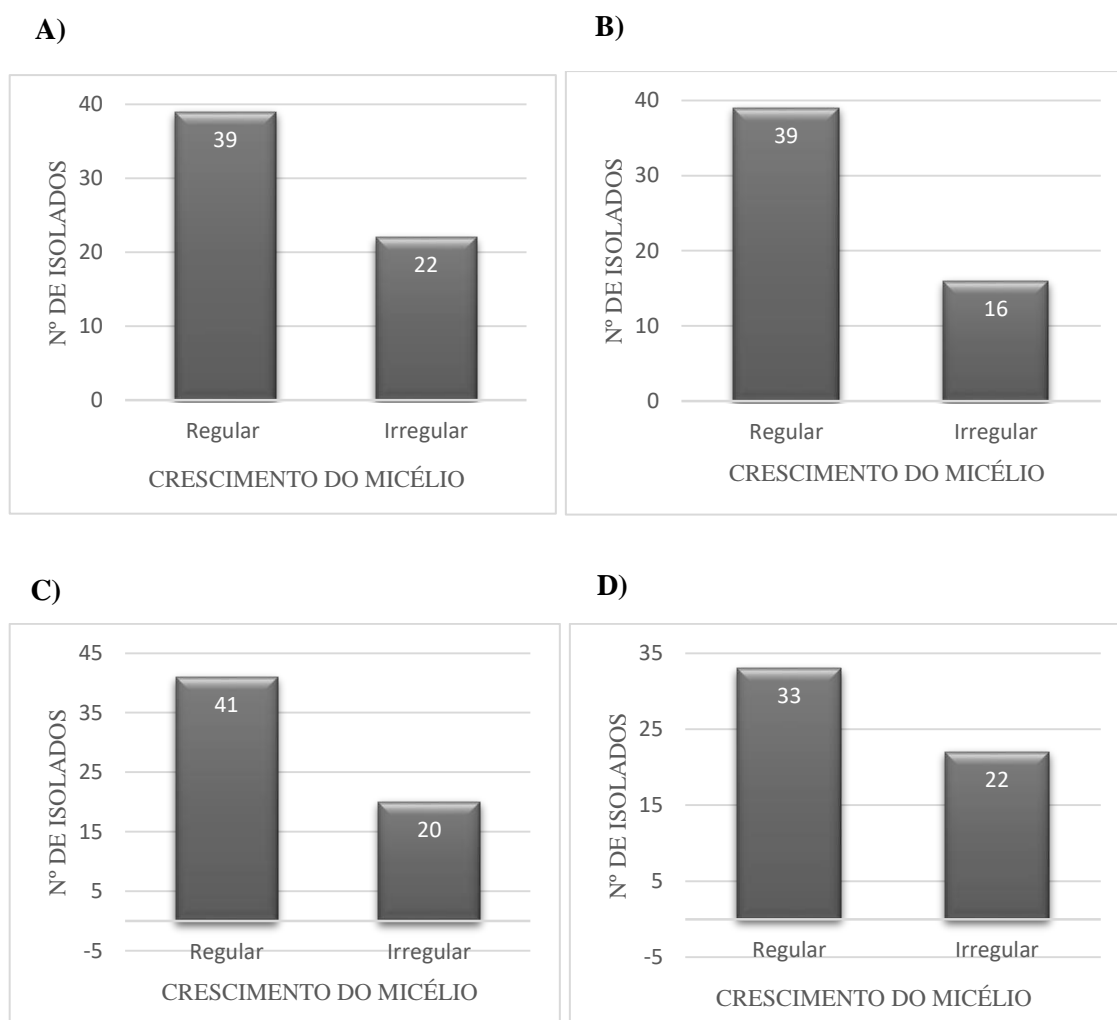 A)
40
30
20
10
0
Nº DE ISOLADOS
39
22
Regular Irregular
CRESCIMENTO DO MICÉLIO
B)
40
30
20
10
0
Nº DE ISOLADOS
39
16
Regular Irregular
CRESCIMENTO DO MICÉLIO
C)
45
35
25
15
5
-5
Nº DE ISOLADOS
41
20
Regular Irregular
CRESCIMENTO DO MICÉLIO
D)
35
25
15
5
-5
Nº DE ISOLADOS
33
22
Regular Irregular
CRESCIMENTO DO MICÉLIO